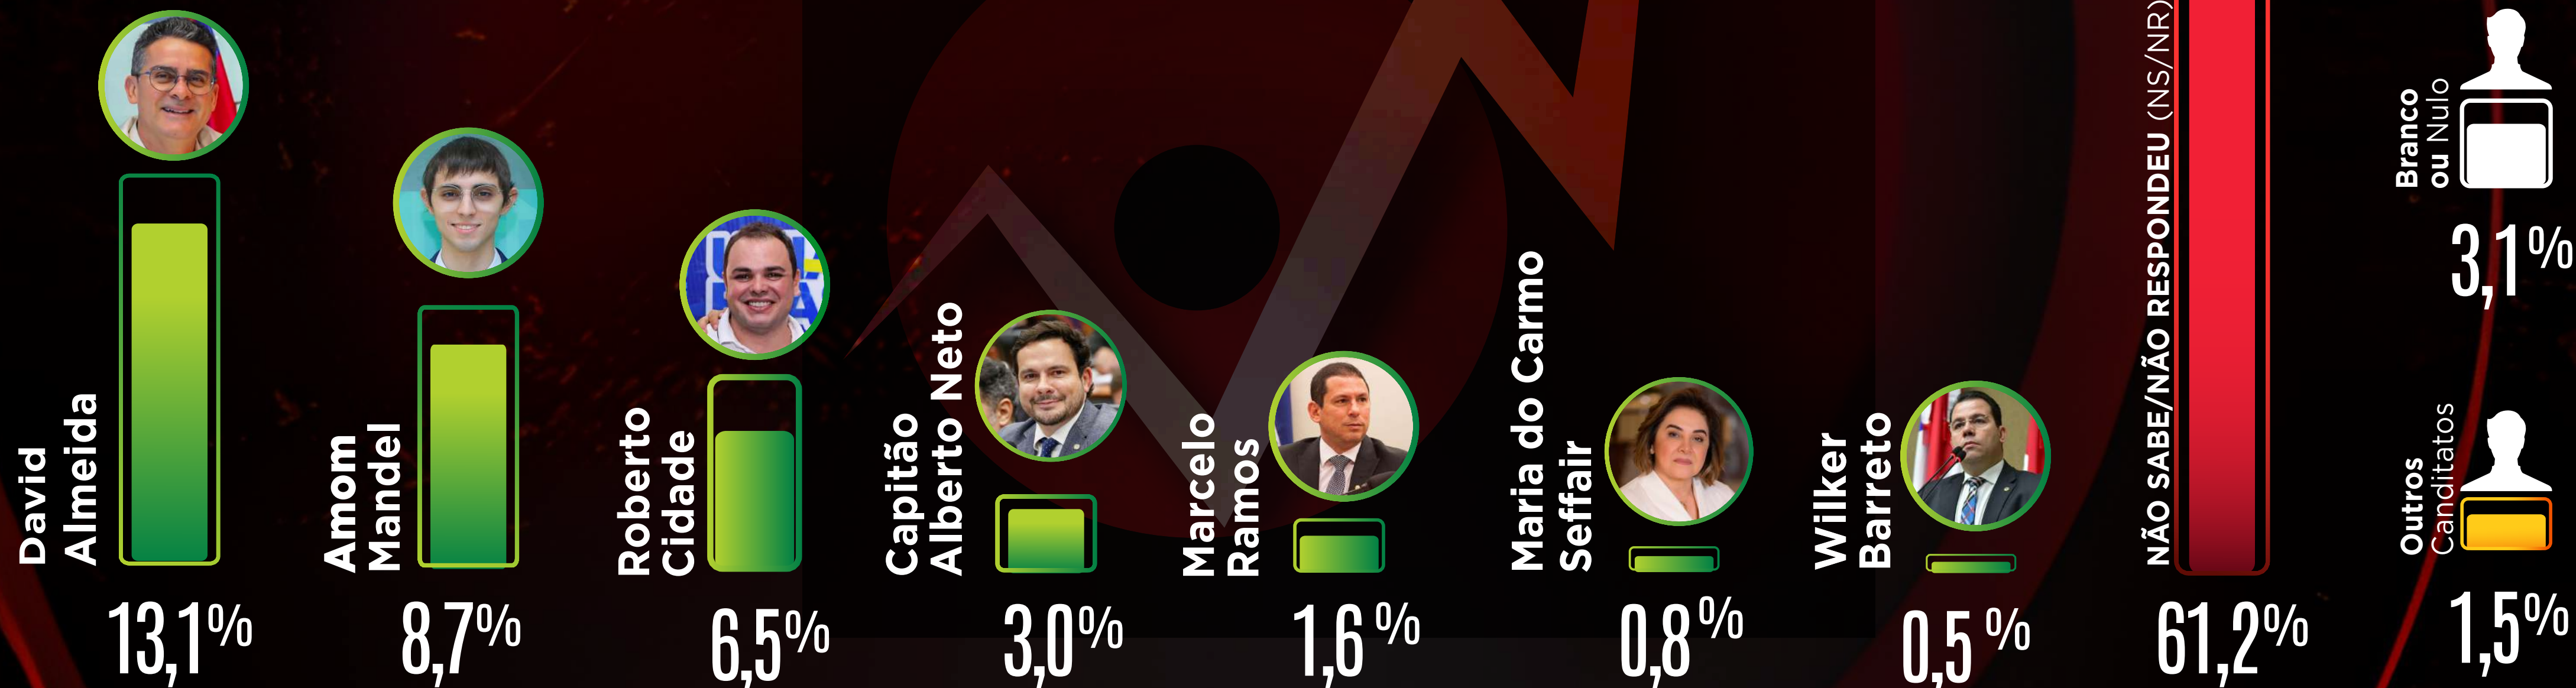 David
Almeida
13,1%
Amom
Mandel
8,7%
Roberto
Cidade
6,5%
Capitão
Alberto Neto
3,0%
Marcelo
Ramos
1,6%
Maria do Carmo
Seffair
0,8%
Wilker
Barreto
0,5%
NÃO SABE/NÃO RESPONDEU (NS/NR)
61,2%
Branco
ou Nulo
3,1%
Outros
Canditatos
1,5%